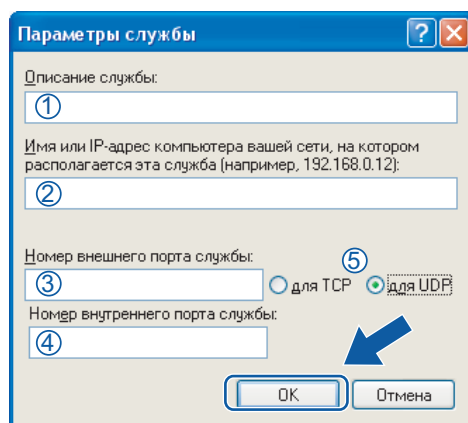 Параметры службы
Описание службы:
①
Имя или IP-адрес компьютера вашей сети, на котором
располагается эта служба (например, 192.168.0.12):
②
Номер внешнего порта службы:
⑤
③ для TCP для UDP
Номер внутреннего порта службы:
④
OK Отмена